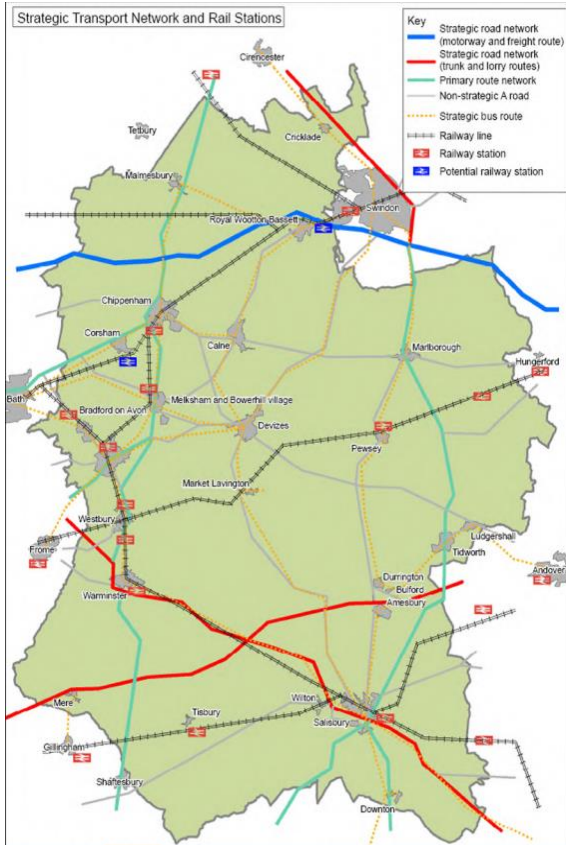 Strategic Transport Network and Rail Stations
Key
Strategic road network
(motorway and freight route)
Strategic road network
(trunk and lorry routes)
Primary route network
Non-strategic A road
Strategic bus route
Railway line
Railway station
Potential railway station
Cirencester
Tetbury
Cricklade
Malmesbury
Royal Wootton Bassett
Swindon
Chippenham
Corsham
Calne
Marlborough
Hungerford
Bath
Bradford on Avon
Melksham and Bowerhill village
Devizes
Pewsey
Market Lavington
Westbury
Frome
Ludgershall
Tidworth
Andover
Warminster
Durrington
Bulford
Amesbury
Mere
Wilton
Tisbury
Salisbury
Gillingham
Shaftesbury
Downton